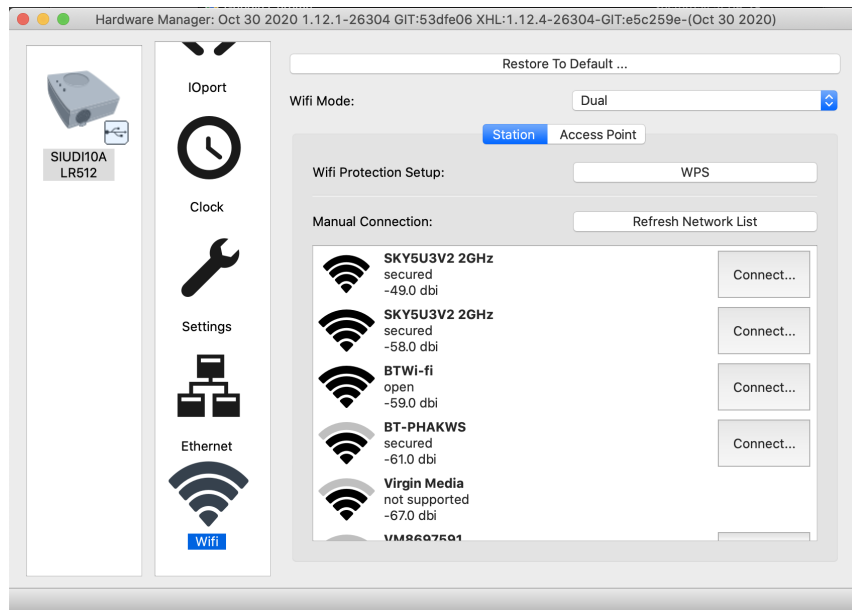 Hardware Manager: Oct 30 2020 1.12.1-26304 GIT:53dfe06 XHL:1.12.4-26304-GIT:e5c259e-(Oct 30 2020)
SIUDI10A
LR512
IOport
Clock
Settings
Ethernet
Wifi
Restore To Default ...
Wifi Mode:
Dual
Station
Access Point
Wifi Protection Setup:
WPS
Manual Connection:
Refresh Network List
SKY5U3V2 2GHz
secured
-49.0 dbi
Connect...
SKY5U3V2 2GHz
secured
-58.0 dbi
Connect...
BTWi-fi
open
-59.0 dbi
Connect...
BT-PHAKWS
secured
-61.0 dbi
Connect...
Virgin Media
not supported
-67.0 dbi
VM8697591